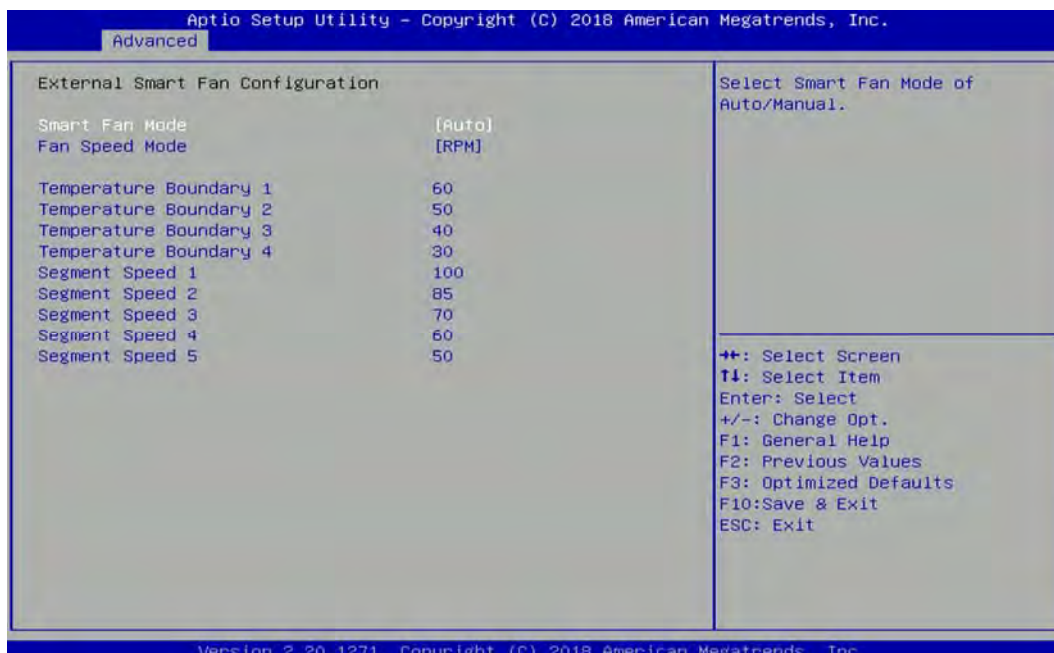 Aptio Setup Utility – Copyright (C) 2018 American Megatrends, Inc.
Advanced
External Smart Fan Configuration
Smart Fan Mode [Auto]
Fan Speed Mode [RPM]
Temperature Boundary 1 60
Temperature Boundary 2 50
Temperature Boundary 3 40
Temperature Boundary 4 30
Segment Speed 1 100
Segment Speed 2 85
Segment Speed 3 70
Segment Speed 4 60
Segment Speed 5 50
Select Smart Fan Mode of
Auto/Manual.
→←: Select Screen
↑↓: Select Item
Enter: Select
+/-: Change Opt.
F1: General Help
F2: Previous Values
F3: Optimized Defaults
F10:Save & Exit
ESC: Exit
Version 2.20.1271. Copyright (C) 2018 American Megatrends, Inc.